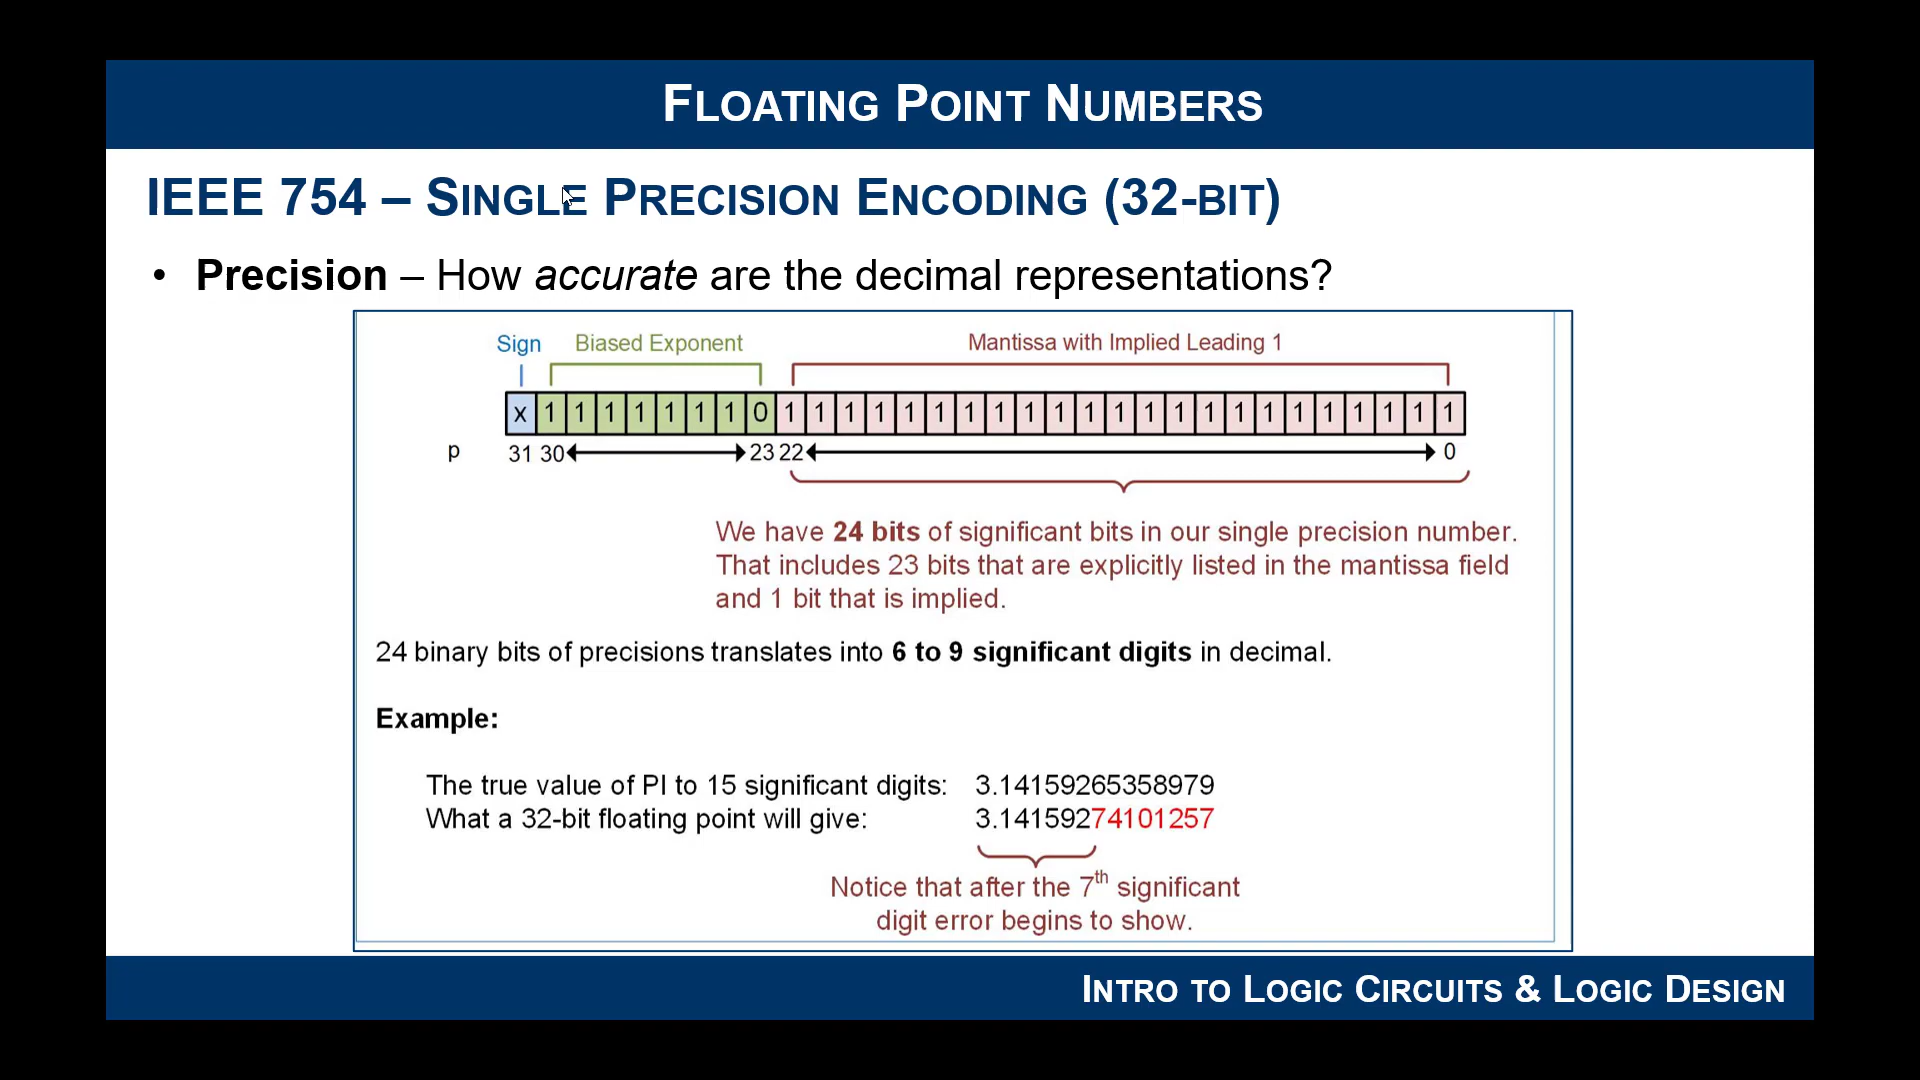 FLOATING POINT NUMBERS
IEEE 754 – SINGLE PRECISION ENCODING (32-BIT)
• Precision – How accurate are the decimal representations?
Sign Biased Exponent Mantissa with Implied Leading 1
x 1 1 1 1 1 1 1 0 1 1 1 1 1 1 1 1 1 1 1 1 1 1 1 1 1 1 1 1 1 1 1
p 31 30 23 22 0
We have 24 bits of significant bits in our single precision number.
That includes 23 bits that are explicitly listed in the mantissa field
and 1 bit that is implied.
24 binary bits of precisions translates into 6 to 9 significant digits in decimal.
Example:
The true value of PI to 15 significant digits: 3.14159265358979
What a 32-bit floating point will give: 3.14159274101257
Notice that after the 7th significant
digit error begins to show.
INTRO TO LOGIC CIRCUITS & LOGIC DESIGN